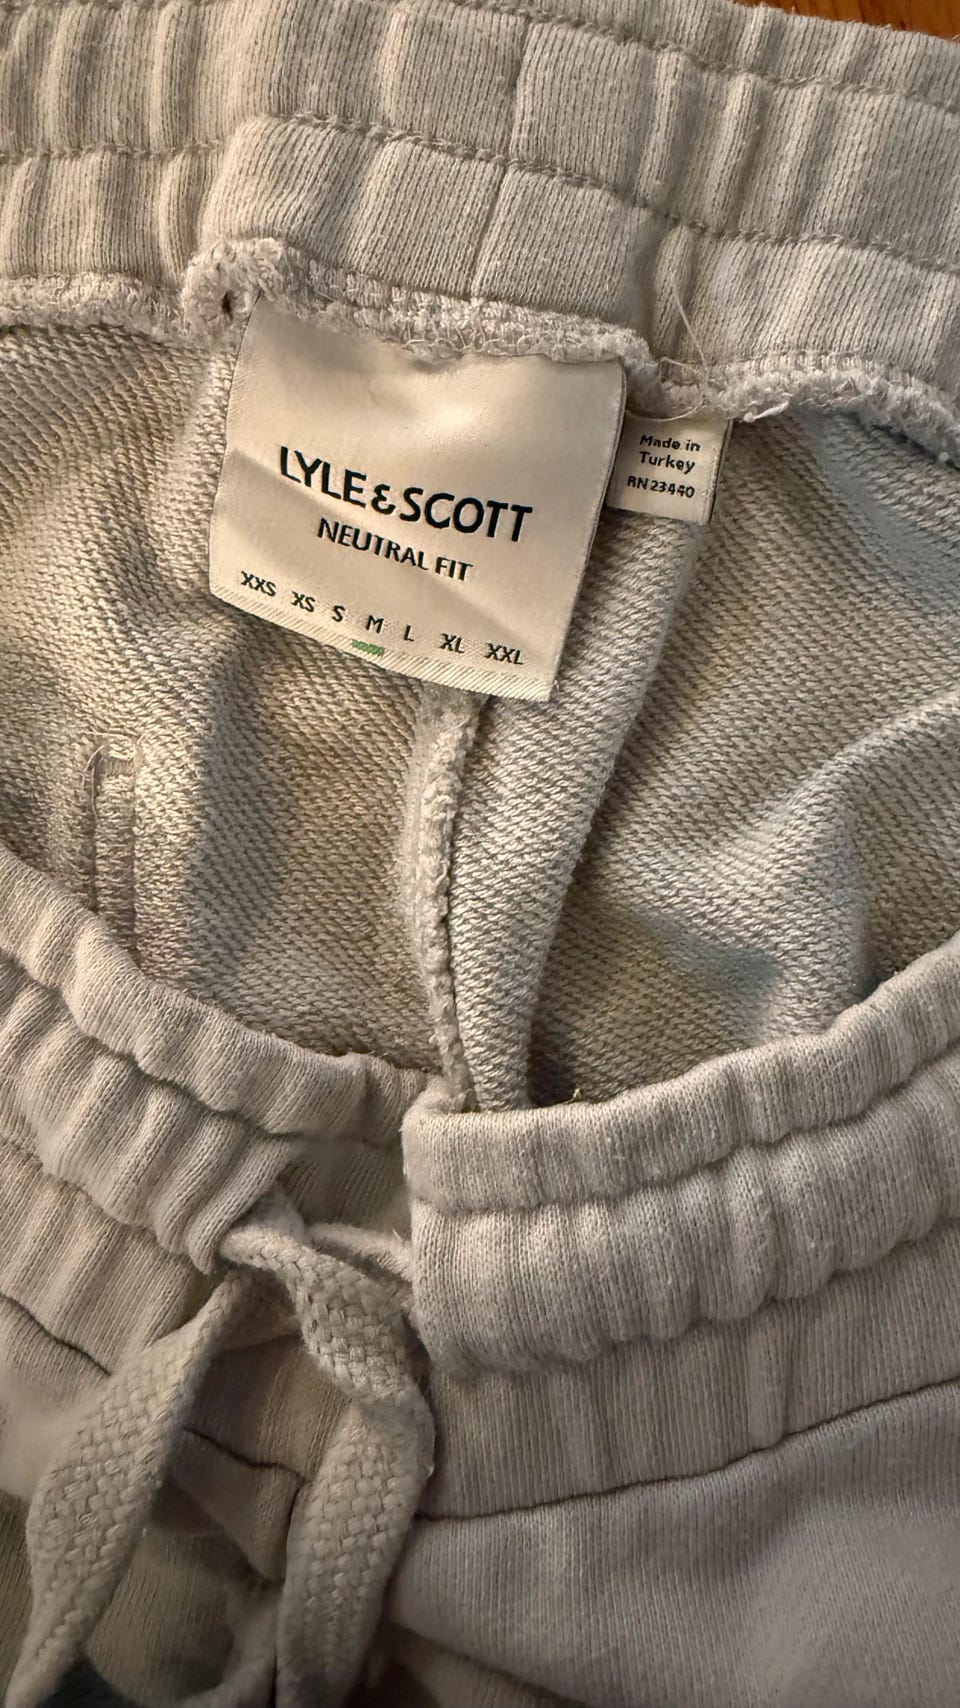 LYLE & SCOTT
NEUTRAL FIT
XXS XS S M L XL XXL
Made in
Turkey
RN 23440